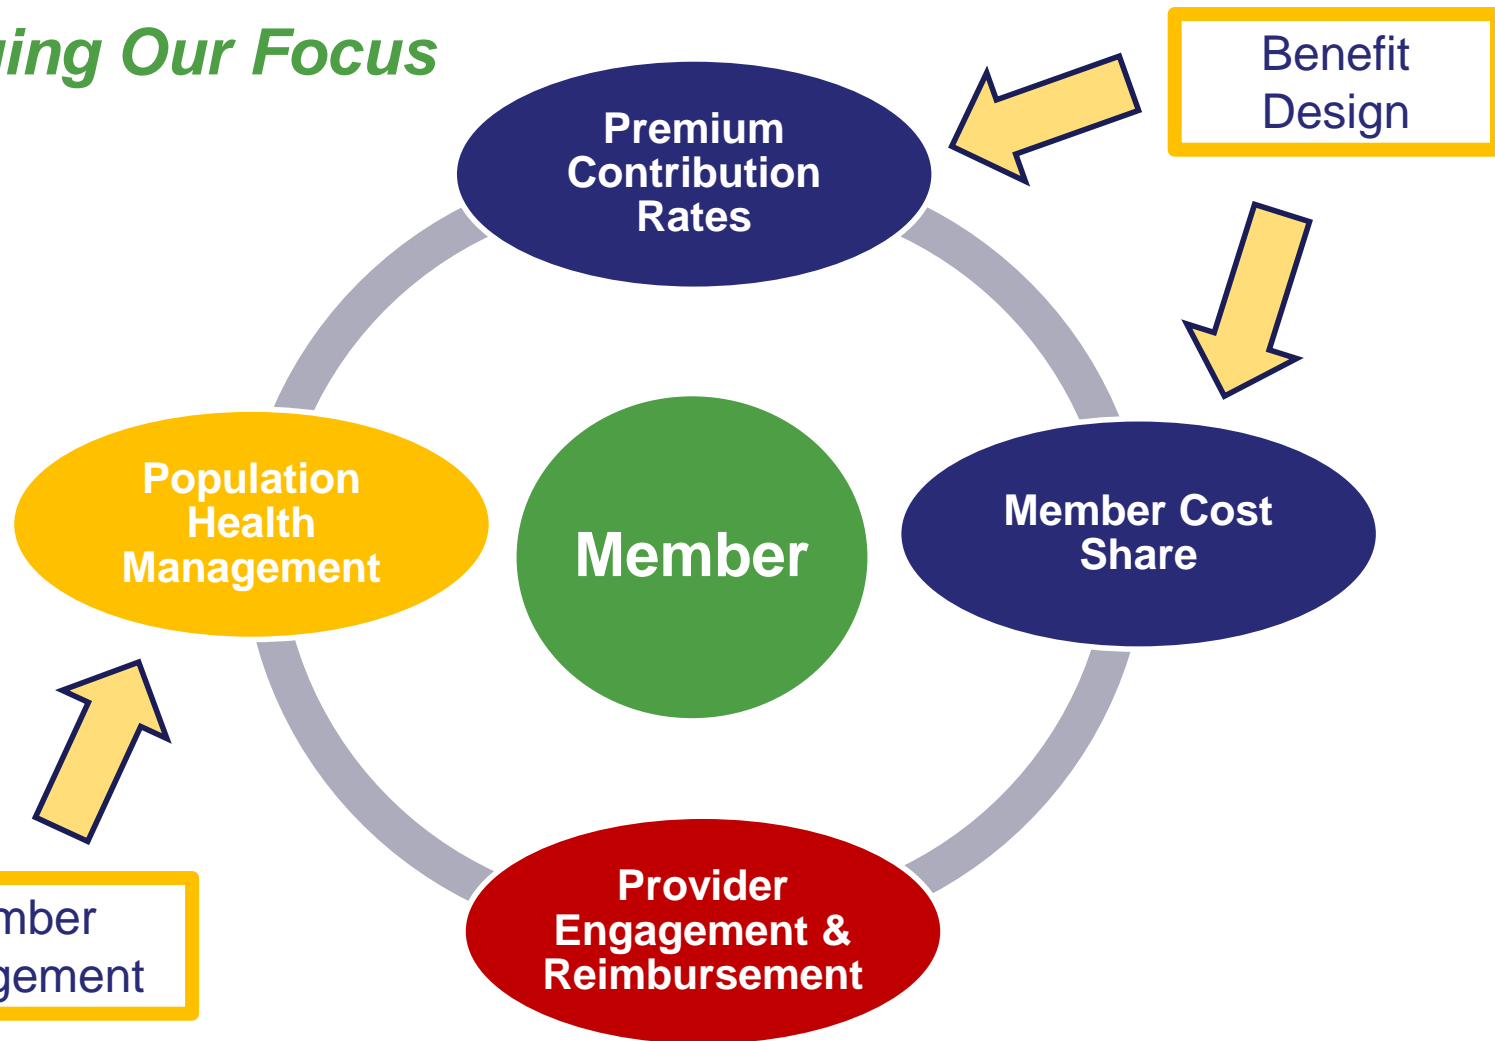 ing Our Focus
Benefit
Design
Premium
Contribution
Rates
Population
Health
Management
Member
Member Cost
Share
Provider
Engagement &
Reimbursement
mber
gement